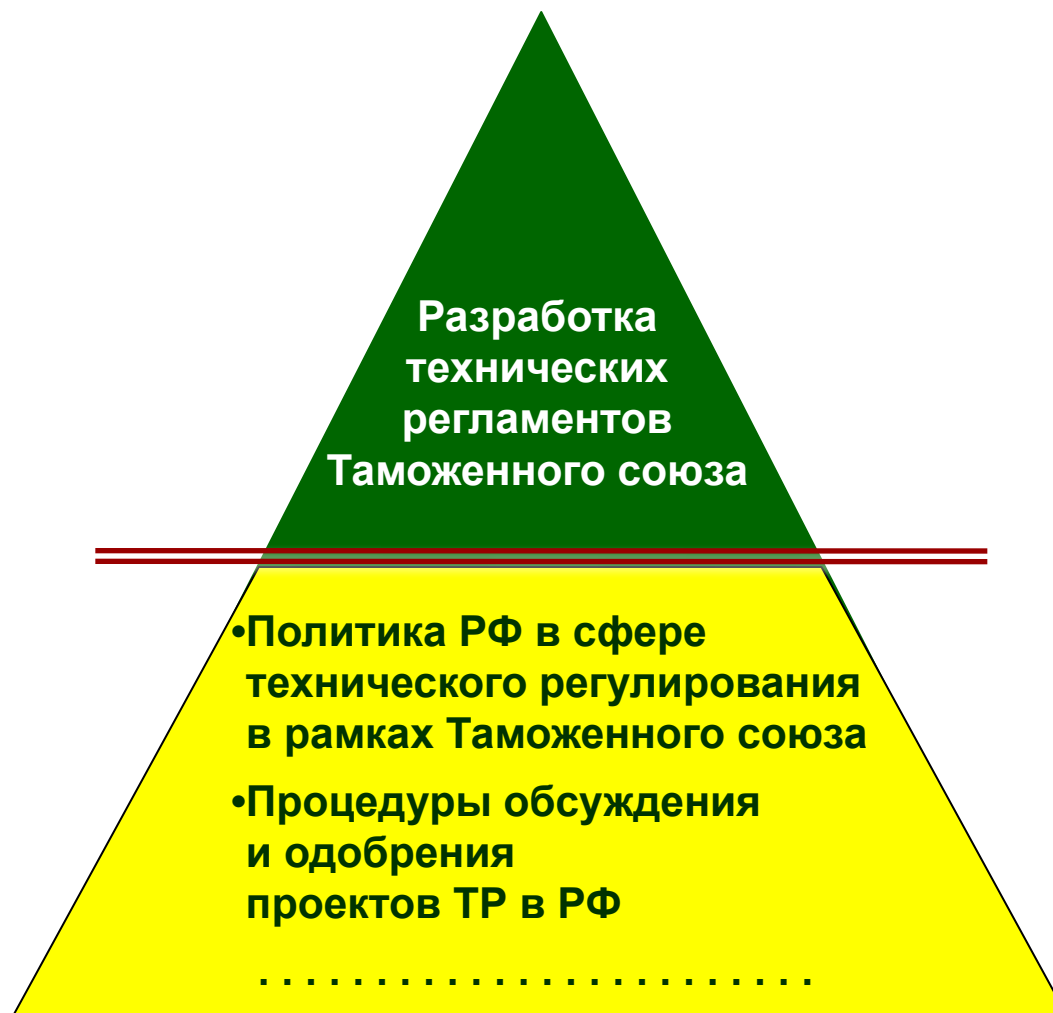 Разработка
технических
регламентов
Таможенного союза
•Политика РФ в сфере
технического регулирования
в рамках Таможенного союза
•Процедуры обсуждения
и одобрения
проектов ТР в РФ
. . . . . . . . . . . . . . . . . . . . . . . .